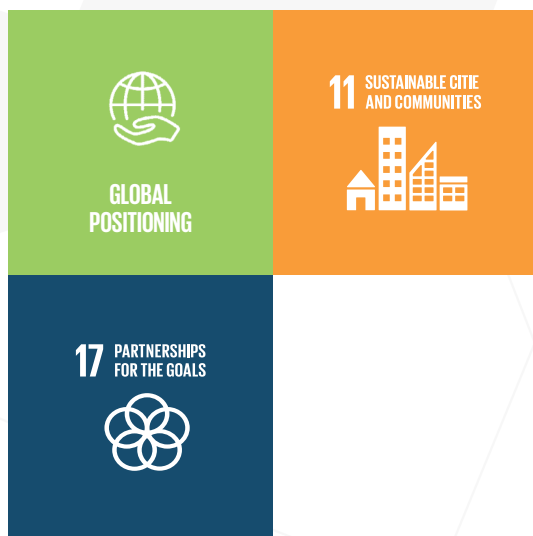 GLOBAL
POSITIONING
11 SUSTAINABLE CITIE
AND COMMUNITIES
17 PARTNERSHIPS
FOR THE GOALS